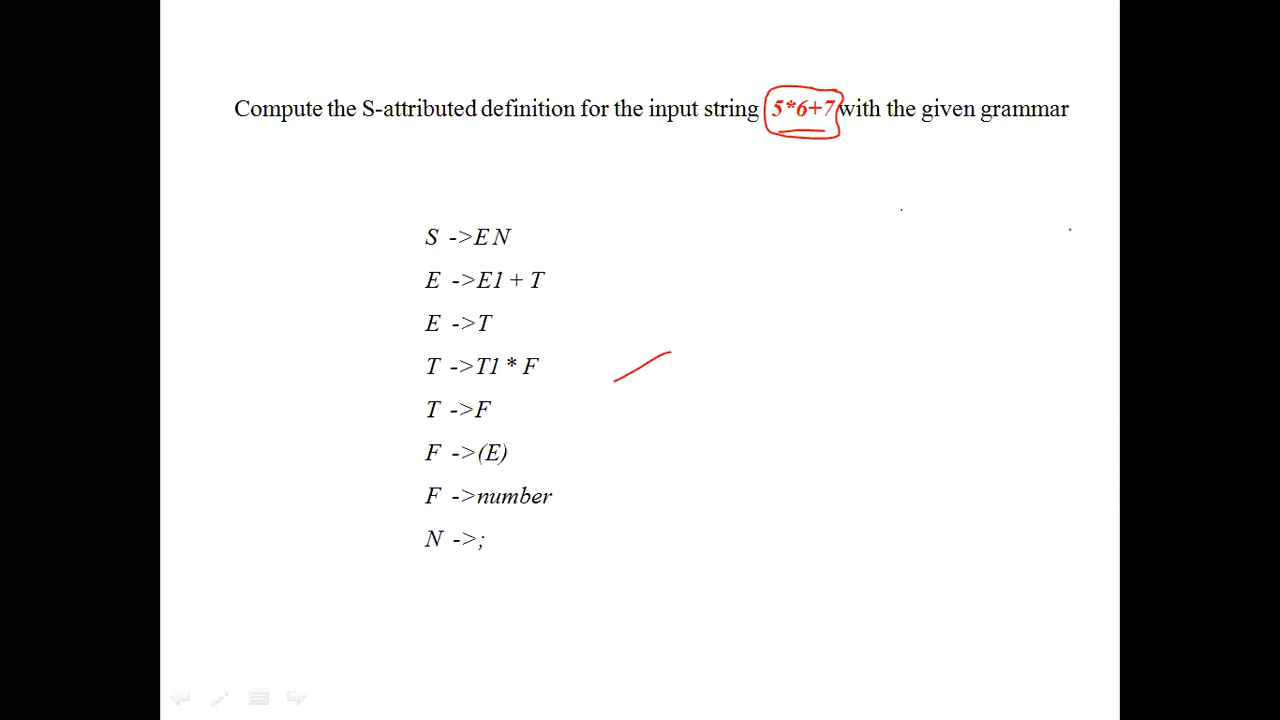 Compute the S-attributed definition for the input string 5*6+7 with the given grammar
S ->E N
E ->E1 + T
E ->T
T ->T1 * F
T ->F
F ->(E)
F ->number
N ->;